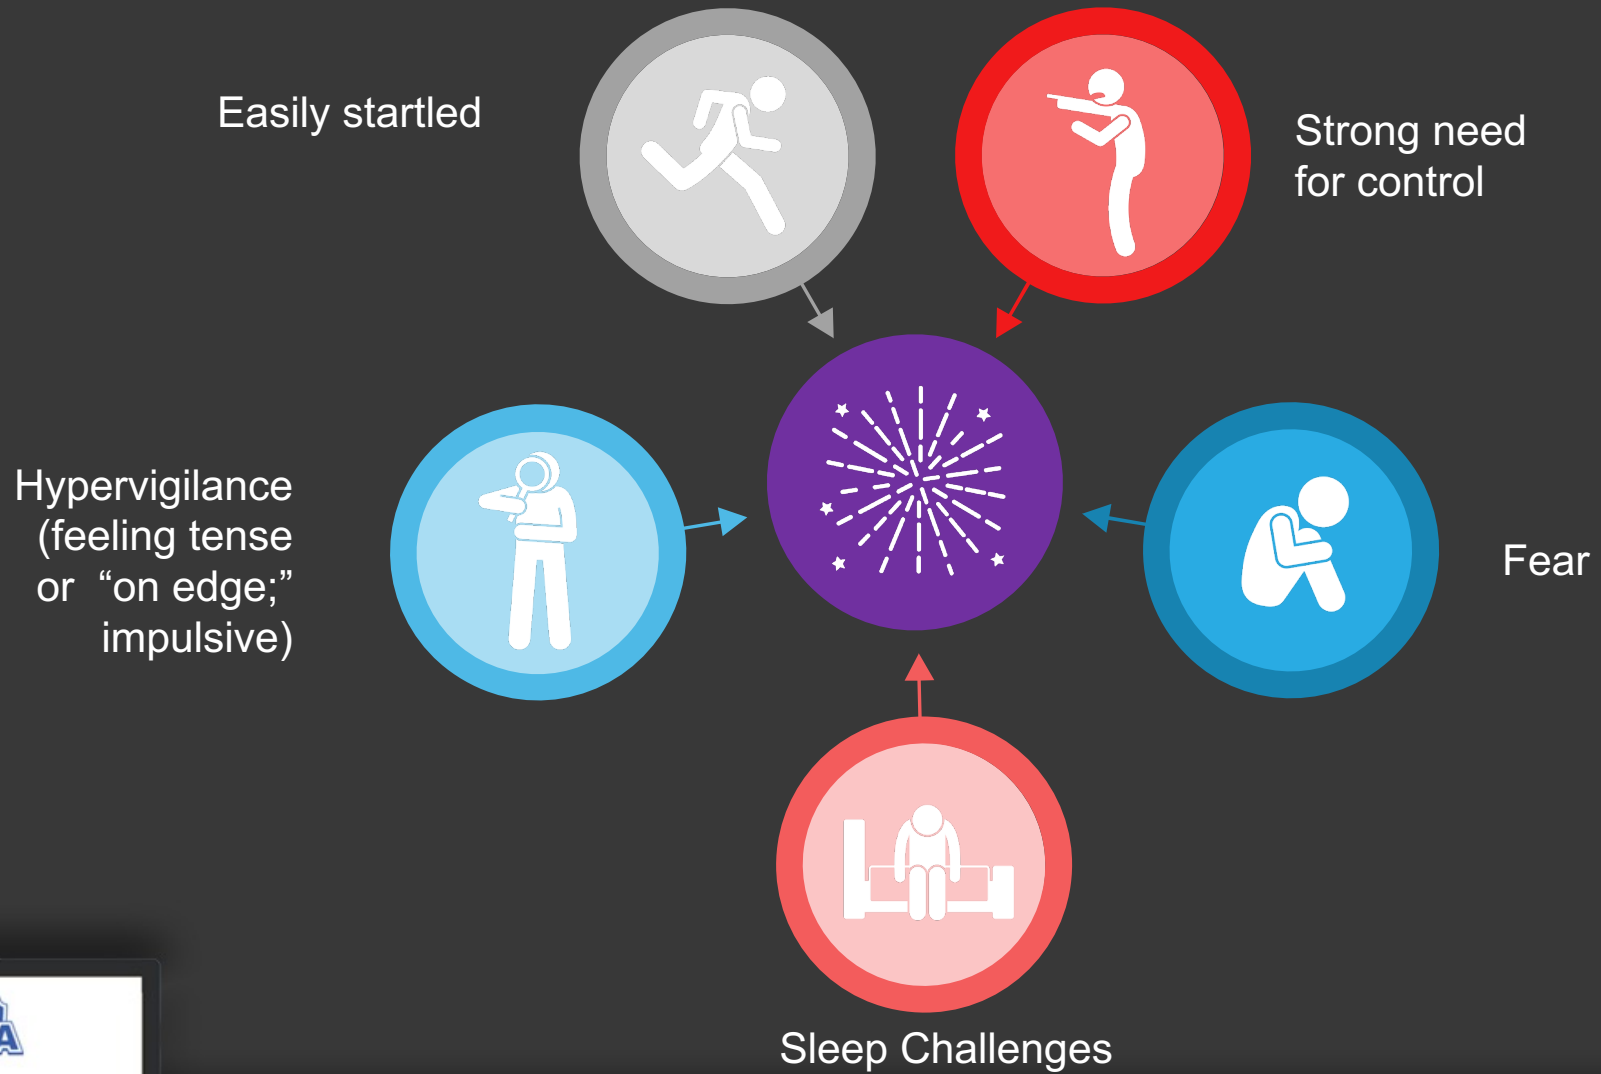 Easily startled
Strong need
for control
Hypervigilance
(feeling tense
or “on edge;”
impulsive)
Fear
Sleep Challenges